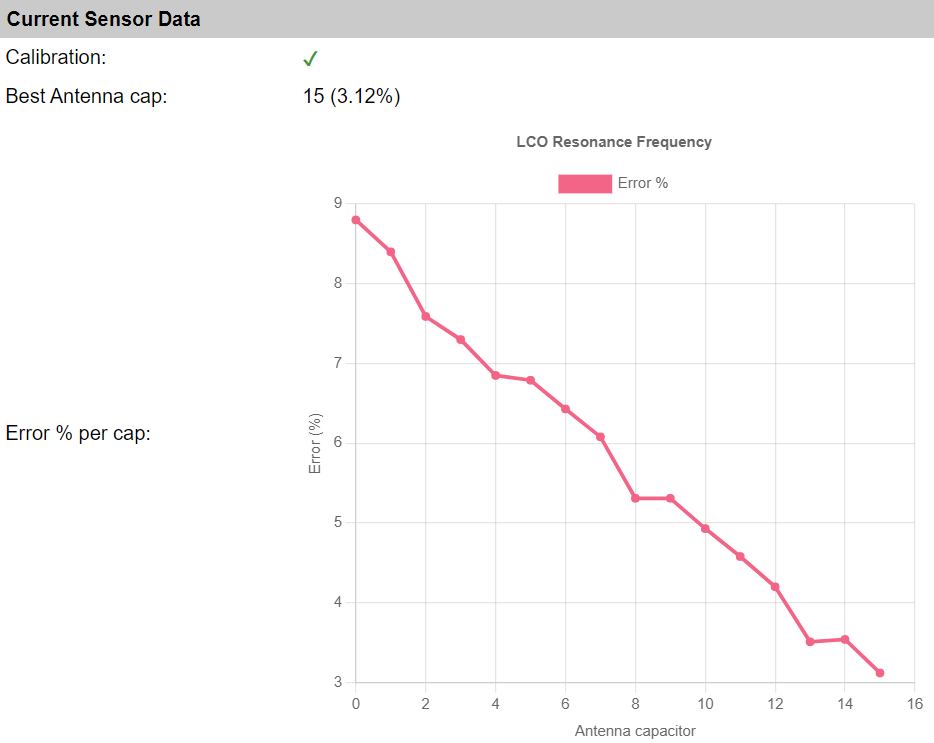 Current Sensor Data
Calibration: ✓
Best Antenna cap: 15 (3.12%)
LCO Resonance Frequency
Error %
9
8
7
6
5
4
3
Error (%)
Error % per cap:
0 2 4 6 8 10 12 14 16
Antenna capacitor